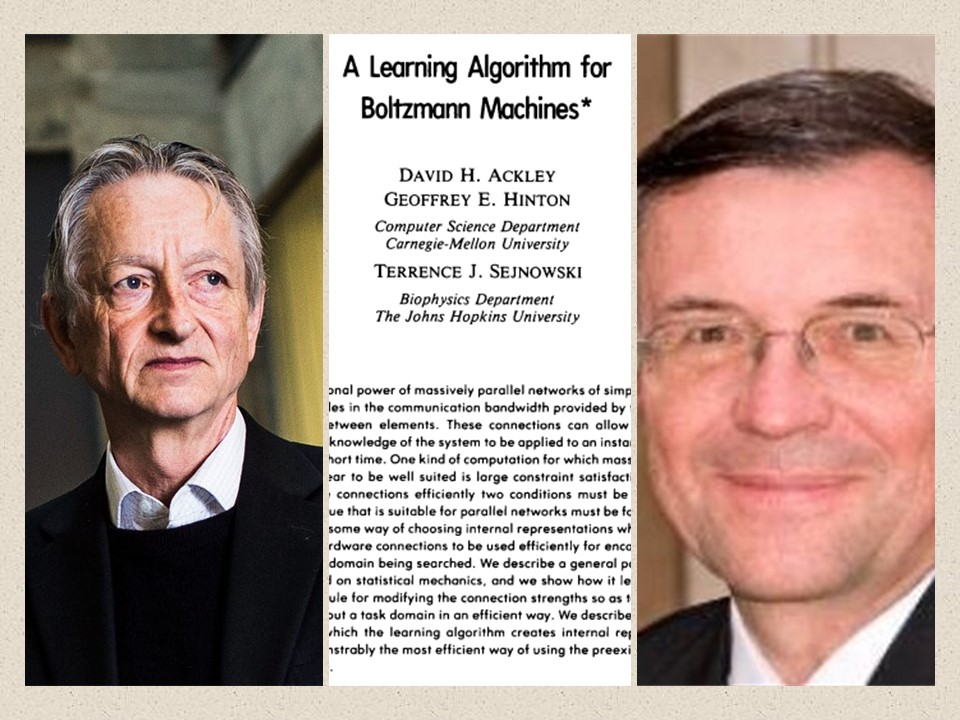 A Learning Algorithm for
Boltzmann Machines*
DAVID H. ACKLEY
GEOFFREY E. HINTON
Computer Science Department
Carnegie-Mellon University
TERRENCE J. SEJNOWSKI
Biophysics Department
The Johns Hopkins University
onal power of massively parallel networks of simp
les in the communication bandwidth provided by
etween elements. These connections can allow
knowledge of the system to be applied to an insta
hort time. One kind of computation for which mass
ear to be well suited is large constraint satisfacti
connections efficiently two conditions must be
ue that is suitable for parallel networks must be fo
some way of choosing internal representations wh
rdware connections to be used efficiently for enco
domain being searched. We describe a general pa
d on statistical mechanics, and we show how it le
ule for modifying the connection strengths so as t
out a task domain in an efficient way. We describe
which the learning algorithm creates internal rep
nstrably the most efficient way of using the preexi